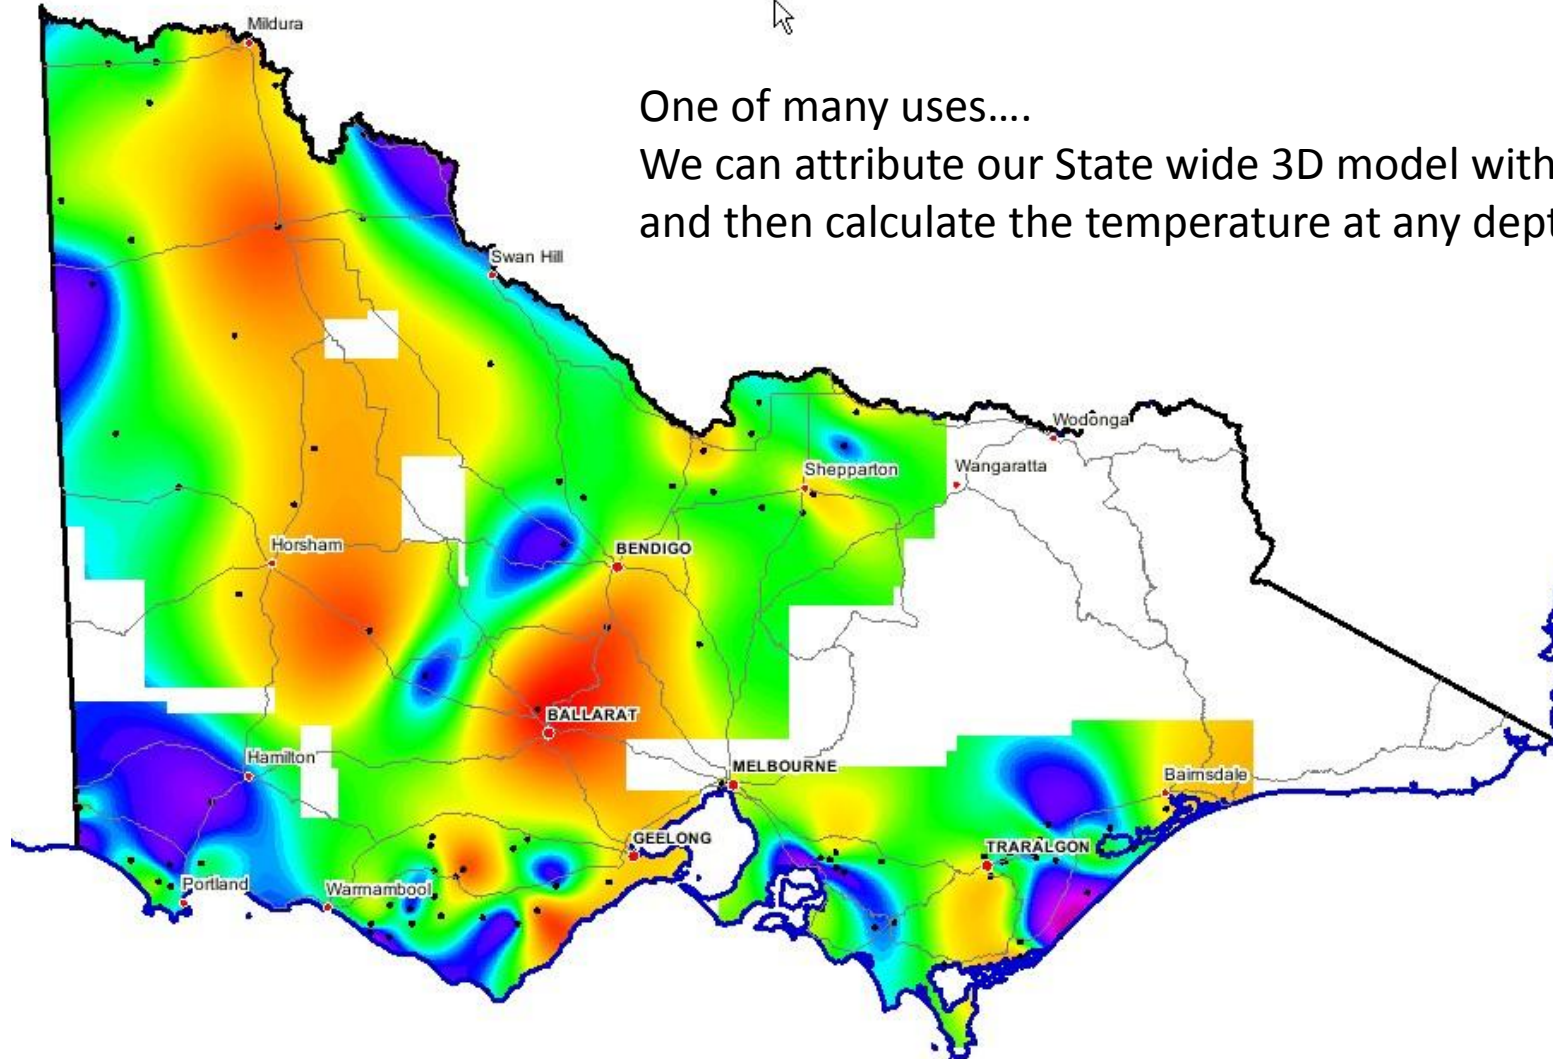 Mildura
One of many uses....
We can attribute our State wide 3D model with
and then calculate the temperature at any dept
Swan Hill
Wodonga
Shepparton
Wangaratta
Horsham
BENDIGO
BALLARAT
Hamilton
MELBOURNE
Bairnsdale
GEELONG
TRARALGON
Portland
Warrnambool